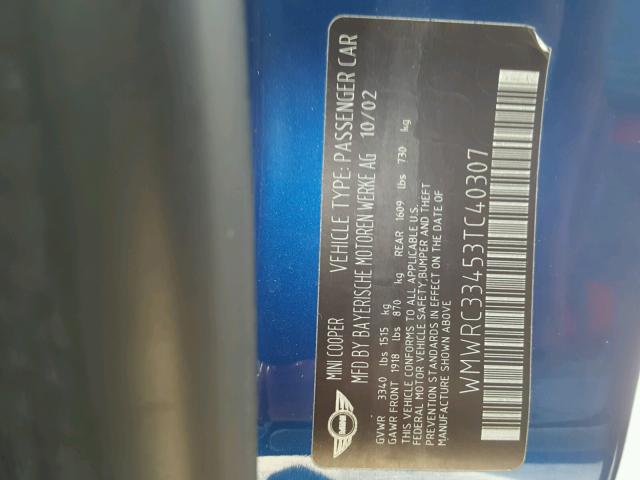 MINI COOPER VEHICLE TYPE: PASSENGER CAR
MFD BY BAYERISCHE MOTOREN WERKE AG 10/02
GVWR 3340 lbs 1515 kg
GAWR FRONT 1918 lbs 870 kg REAR 1609 lbs 730 kg
THIS VEHICLE CONFORMS TO ALL APPLICABLE U.S.
FEDERAL MOTOR VEHICLE SAFETY,BUMPER AND THEFT
PREVENTION STANDARDS IN EFFECT ON THE DATE OF
MANUFACTURE SHOWN ABOVE.
WMWRC33453TC40307